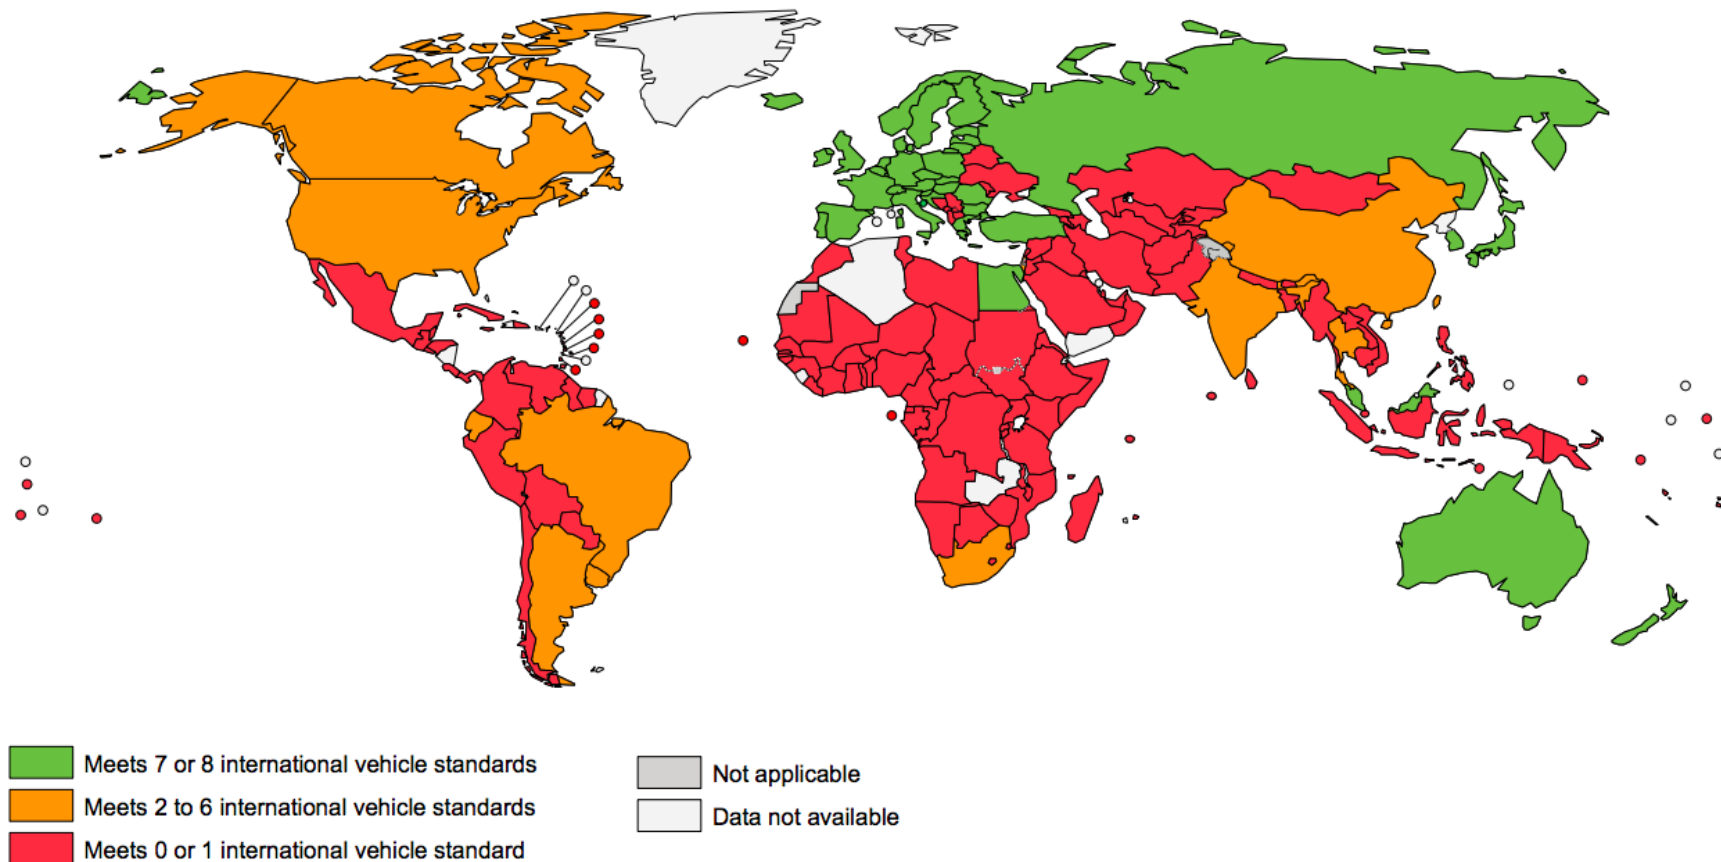 Meets 7 or 8 international vehicle standards
Meets 2 to 6 international vehicle standards
Meets 0 or 1 international vehicle standard
Not applicable
Data not available